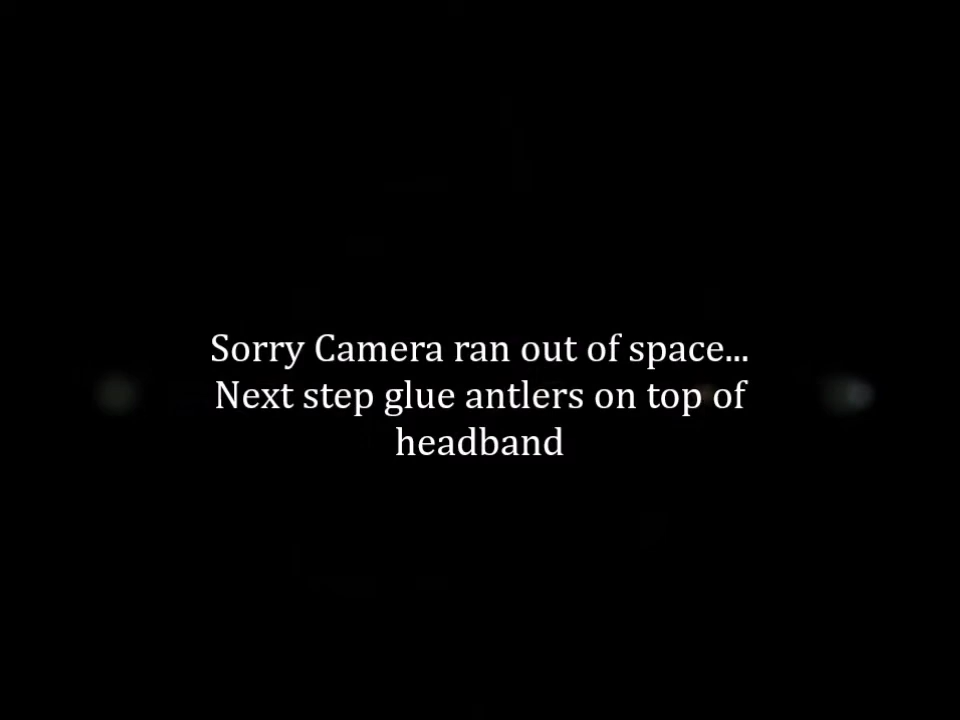 Sorry Camera ran out of space...
Next step glue antlers on top of
headband